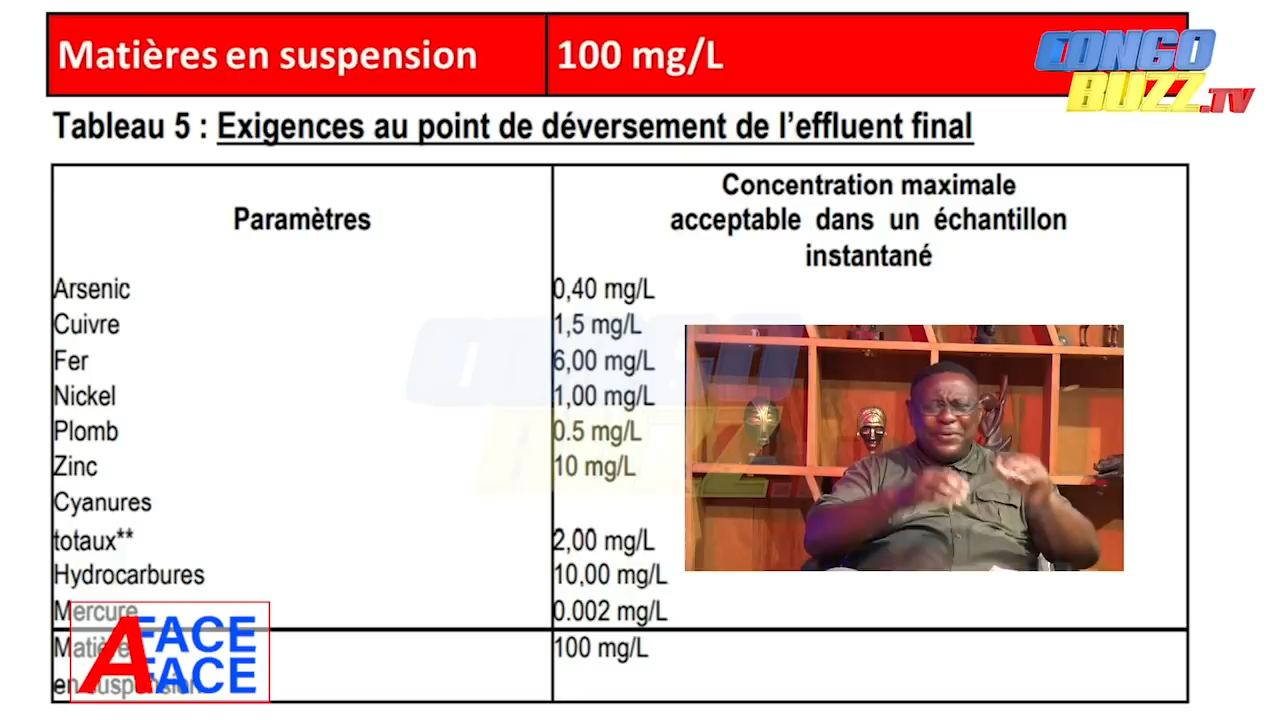 Matières en suspension
100 mg/L
CONGO
BUZZ.TV
Tableau 5 : Exigences au point de déversement de l'effluent final
Paramètres
Concentration maximale
acceptable dans un échantillon
instantané
Arsenic
0,40 mg/L
Cuivre
1,5 mg/L
Fer
6,00 mg/L
Nickel
1,00 mg/L
Plomb
0.5 mg/L
Zinc
10 mg/L
Cyanures
totaux**
2,00 mg/L
Hydrocarbures
10,00 mg/L
Mercure
0.002 mg/L
Matière
100 mg/L
en suspension
A FACE
FACE